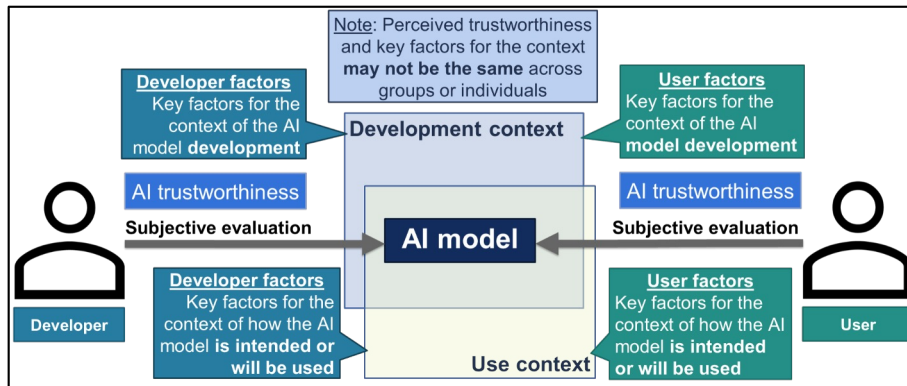 Note: Perceived trustworthiness
and key factors for the context
may not be the same across
groups or individuals
Developer factors
Key factors for the
context of the AI
model development
User factors
Key factors for the
context of the AI
model development
Development context
AI trustworthiness
AI trustworthiness
Subjective evaluation
Subjective evaluation
AI model
Developer factors
Key factors for the
context of how the AI
model is intended or
will be used
User factors
Key factors for the
context of how the AI
model is intended
or will be used
Developer
User
Use context